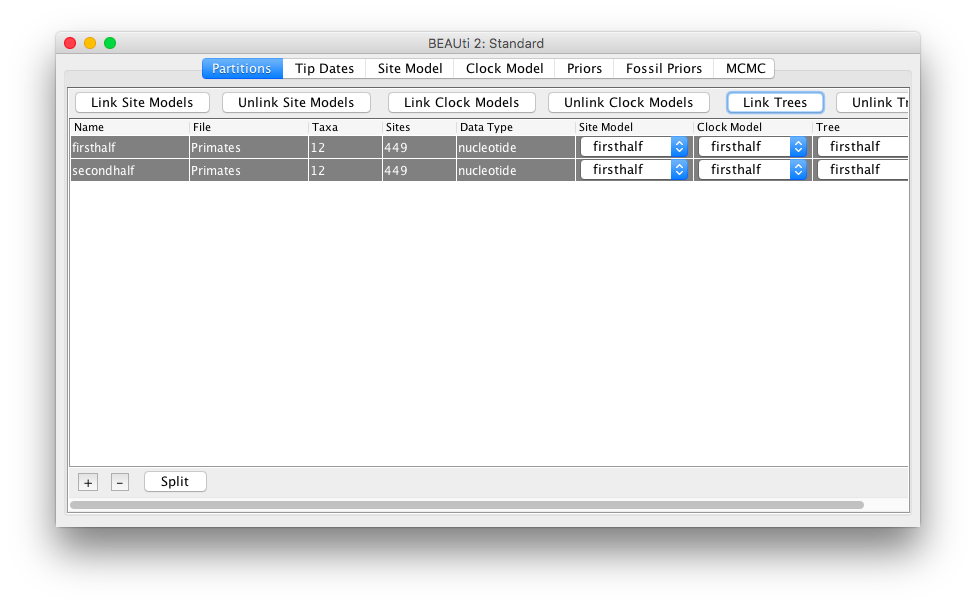 BEAUti 2: Standard
Partitions Tip Dates Site Model Clock Model Priors Fossil Priors MCMC
Link Site Models Unlink Site Models Link Clock Models Unlink Clock Models Link Trees Unlink Tr
Name File Taxa Sites Data Type Site Model Clock Model Tree
firsthalf Primates 12 449 nucleotide firsthalf firsthalf firsthalf
secondhalf Primates 12 449 nucleotide firsthalf firsthalf firsthalf
+ - Split